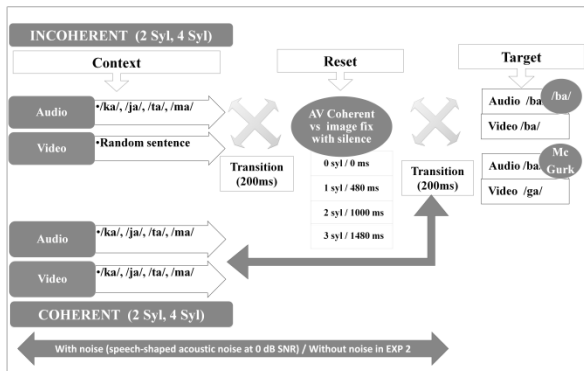 INCOHERENT (2 Syl, 4 Syl)
Context
Reset
Target
Audio
•/ka/, /ja/, /ta/, /ma/
Video
•Random sentence
Transition
(200ms)
AV Coherent
vs image fix
with silence
0 syl / 0 ms
1 syl / 480 ms
2 syl / 1000 ms
3 syl / 1480 ms
Transition
(200ms)
Audio /ba/
/ba/
Video /ba/
Audio /ba/
Mc
Gurk
Video /ga/
Audio
•/ka/, /ja/, /ta/, /ma/
Video
•/ka/, /ja/, /ta/, /ma/
COHERENT (2 Syl, 4 Syl)
With noise (speech-shaped acoustic noise at 0 dB SNR) / Without noise in EXP 2